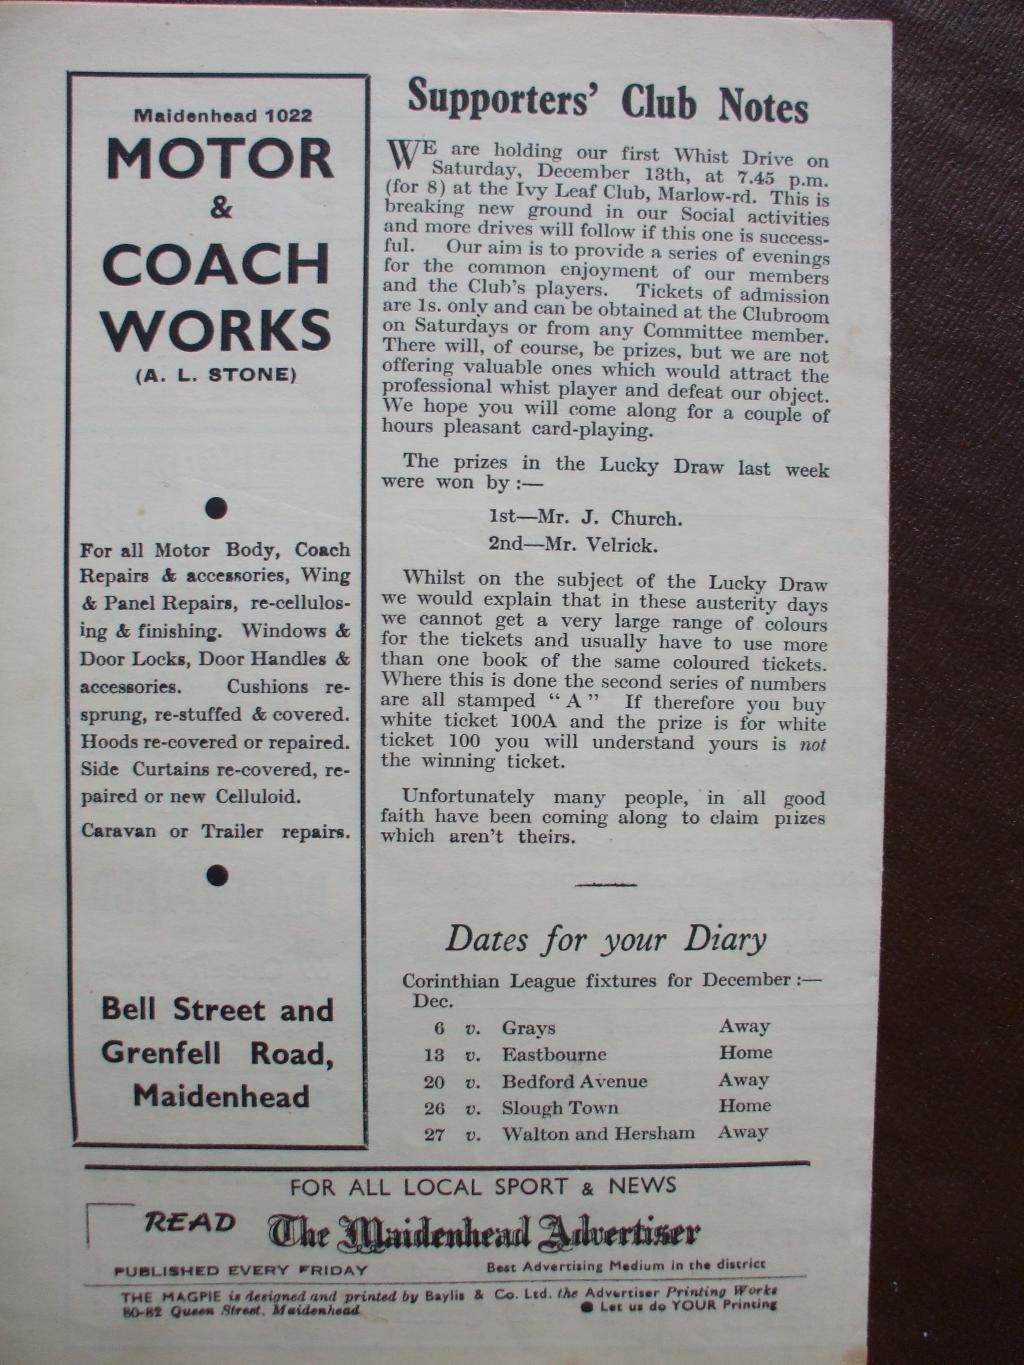 Maidenhead 1022
MOTOR
&
COACH
WORKS
(A. L. STONE)
For all Motor Body, Coach
Repairs & accessories, Wing
& Panel Repairs, re-cellulos-
ing & finishing. Windows &
Door Locks, Door Handles &
accessories. Cushions re-
sprung, re-stuffed & covered.
Hoods re-covered or repaired.
Side Curtains re-covered, re-
paired or new Celluloid.
Caravan or Trailer repairs.
Bell Street and
Grenfell Road,
Maidenhead
Supporters' Club Notes
WE are holding our first Whist Drive on
Saturday, December 13th, at 7.45 p.m.
(for 8) at the Ivy Leaf Club, Marlow-rd. This is
breaking new ground in our Social activities
and more drives will follow if this one is success-
ful. Our aim is to provide a series of evenings
for the common enjoyment of our members
and the Club's players. Tickets of admission
are 1s. only and can be obtained at the Clubroom
on Saturdays or from any Committee member.
There will, of course, be prizes, but we are not
offering valuable ones which would attract the
professional whist player and defeat our object.
We hope you will come along for a couple of
hours pleasant card-playing.
The prizes in the Lucky Draw last week
were won by :—
1st—Mr. J. Church.
2nd—Mr. Velrick.
Whilst on the subject of the Lucky Draw
we would explain that in these austerity days
we cannot get a very large range of colours
for the tickets and usually have to use more
than one book of the same coloured tickets.
Where this is done the second series of numbers
are all stamped " A " If therefore you buy
white ticket 100A and the prize is for white
ticket 100 you will understand yours is not
the winning ticket.
Unfortunately many people, in all good
faith have been coming along to claim prizes
which aren't theirs.
Dates for your Diary
Corinthian League fixtures for December :—
Dec.
6 v. Grays Away
13 v. Eastbourne Home
20 v. Bedford Avenue Away
26 v. Slough Town Home
27 v. Walton and Hersham Away
FOR ALL LOCAL SPORT & NEWS
READ The Maidenhead Advertiser
PUBLISHED EVERY FRIDAY Best Advertising Medium in the district
THE MAGPIE is designed and printed by Baylis & Co. Ltd. the Advertiser Printing Works
80-82 Queen Street, Maidenhead ● Let us do YOUR Printing